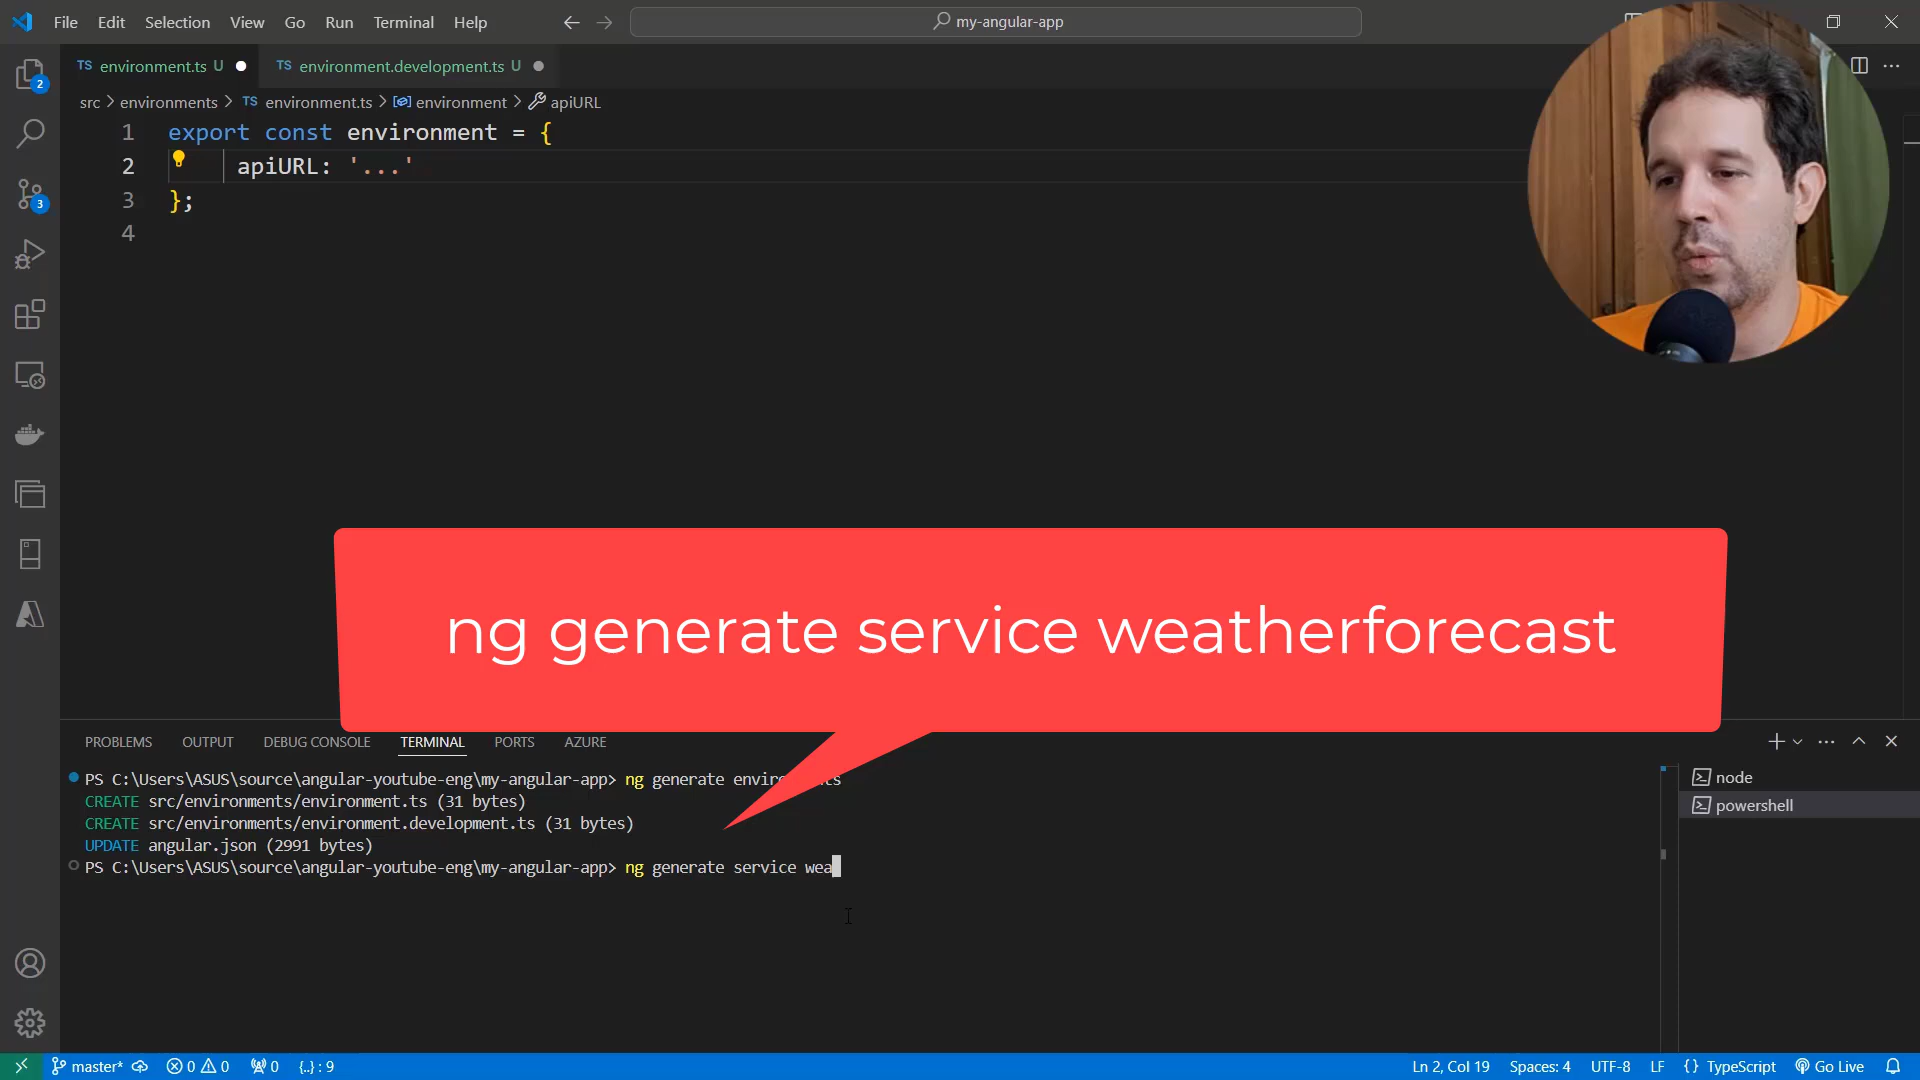 File Edit Selection View Go Run Terminal Help
my-angular-app
TS environment.ts U
TS environment.development.ts U
src > environments > TS environment.ts > environment > apiURL
1 export const environment = {
2 apiURL: '...'
3 };
4
ng generate service weatherforecast
PROBLEMS OUTPUT DEBUG CONSOLE TERMINAL PORTS AZURE
PS C:\Users\ASUS\source\angular-youtube-eng\my-angular-app> ng generate environments
CREATE src/environments/environment.ts (31 bytes)
CREATE src/environments/environment.development.ts (31 bytes)
UPDATE angular.json (2991 bytes)
PS C:\Users\ASUS\source\angular-youtube-eng\my-angular-app> ng generate service wea
node
powershell
2
3
master* 0 0 0 {..} : 9
Ln 2, Col 19 Spaces: 4 UTF-8 LF {} TypeScript Go Live